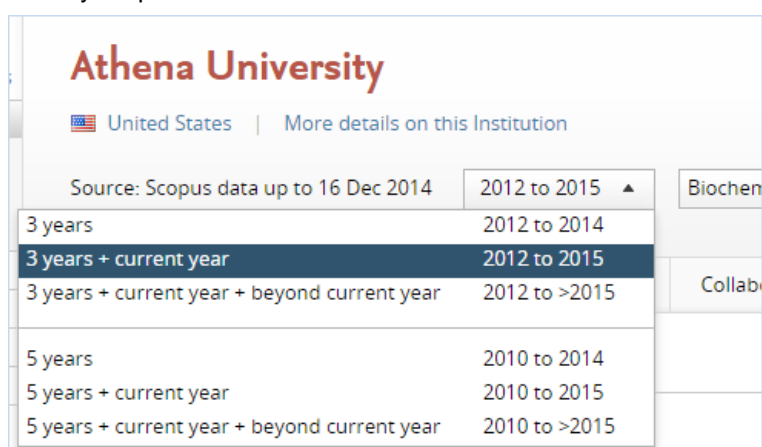 Athena University
United States | More details on this Institution
Source: Scopus data up to 16 Dec 2014 2012 to 2015 Biochem
3 years 2012 to 2014
3 years + current year 2012 to 2015
3 years + current year + beyond current year 2012 to >2015
Collab
5 years 2010 to 2014
5 years + current year 2010 to 2015
5 years + current year + beyond current year 2010 to >2015